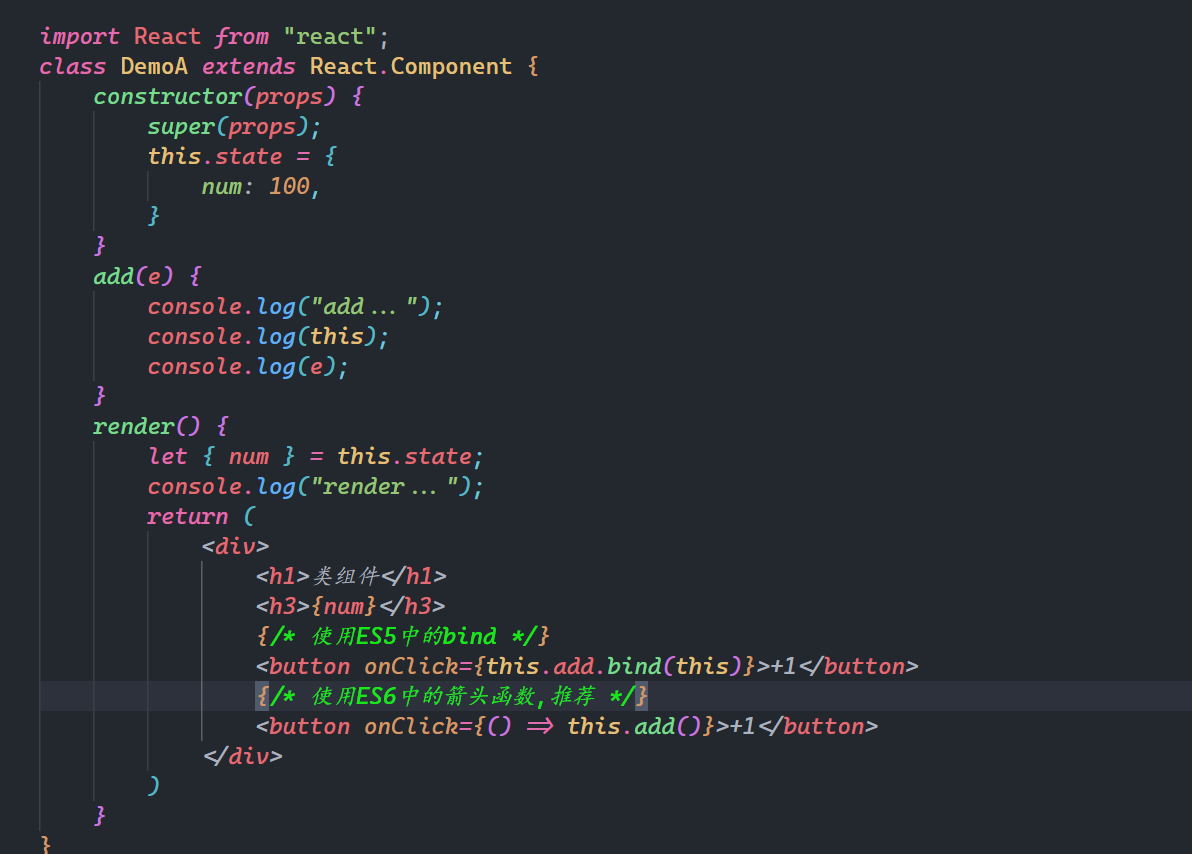 import React from "react";
class DemoA extends React.Component {
    constructor(props) {
        super(props);
        this.state = {
            num: 100,
        }
    }
    add(e) {
        console.log("add...");
        console.log(this);
        console.log(e);
    }
    render() {
        let { num } = this.state;
        console.log("render...");
        return (
            <div>
                <h1>类组件</h1>
                <h3>{num}</h3>
                {/* 使用ES5中的bind */}
                <button onClick={this.add.bind(this)}>+1</button>
                {/* 使用ES6中的箭头函数,推荐 */}
                <button onClick={() => this.add()}>+1</button>
            </div>
        )
    }
}